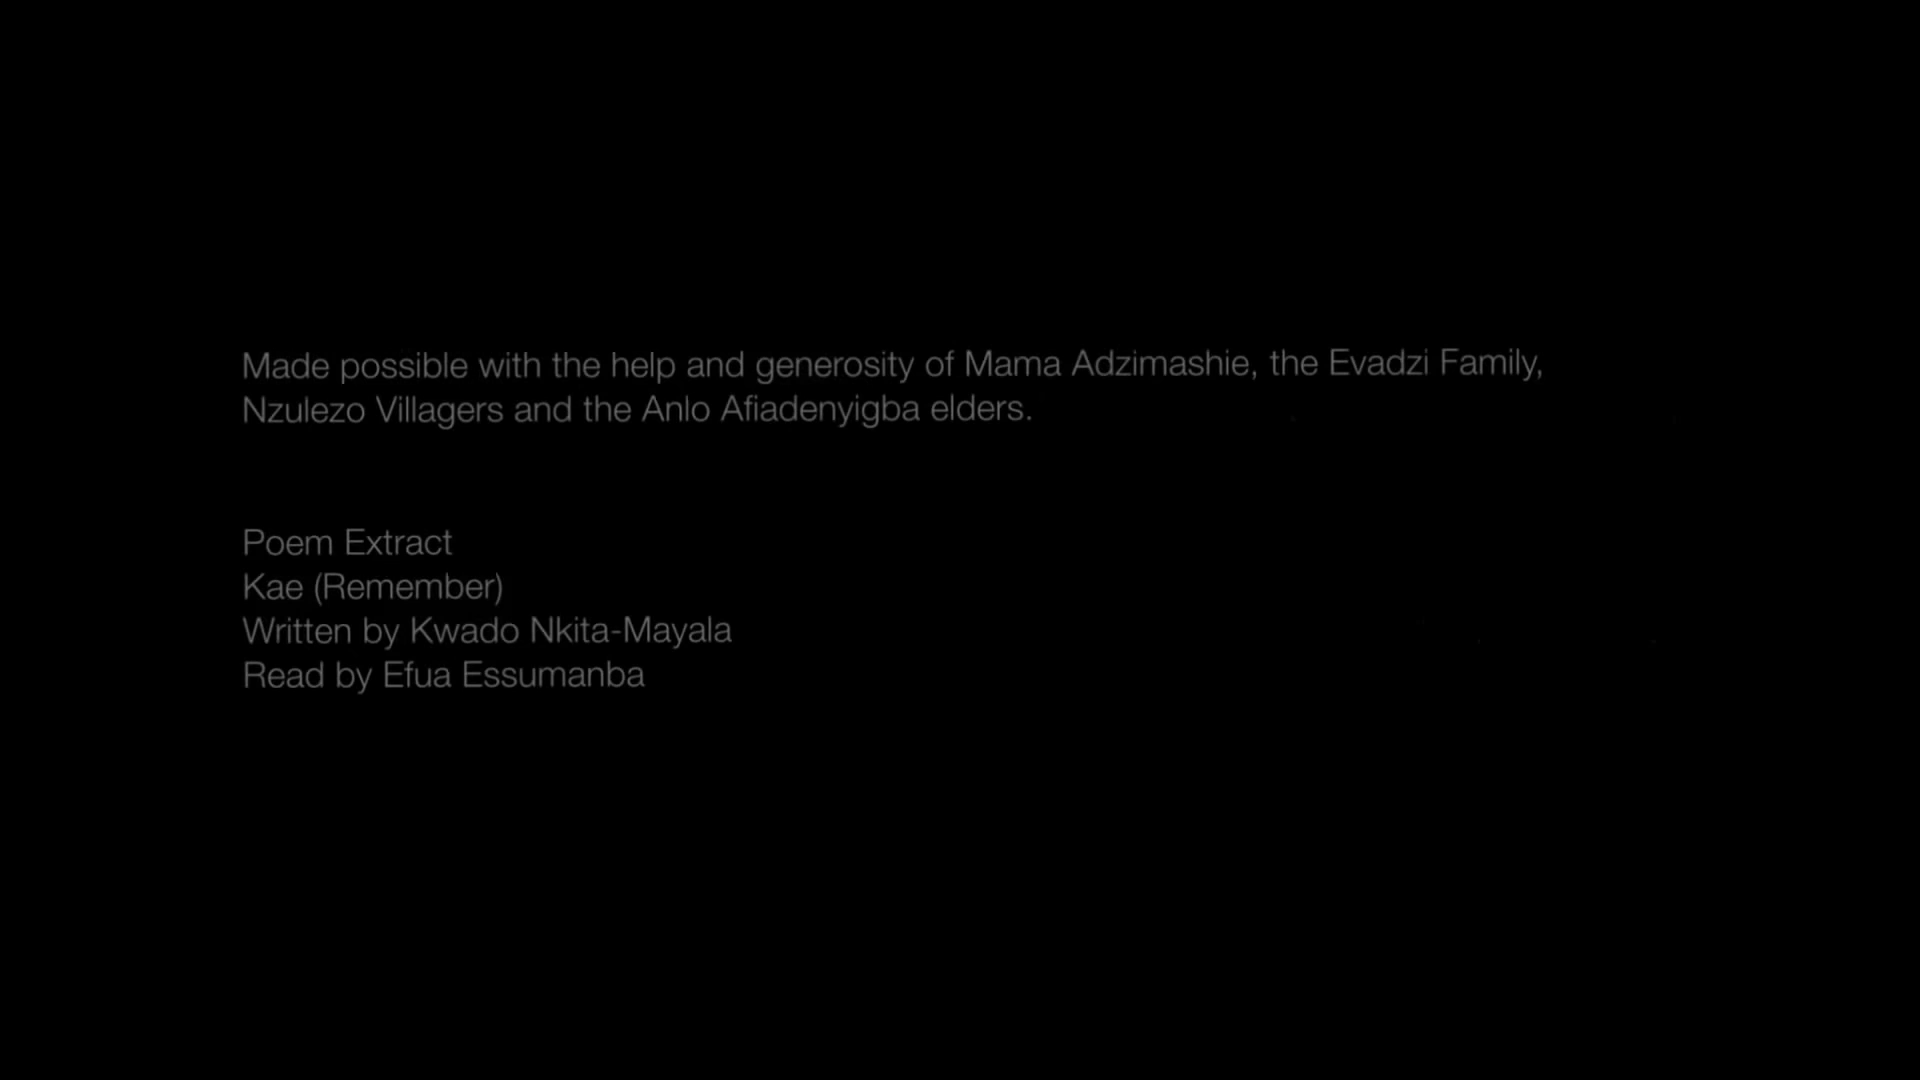 Made possible with the help and generosity of Mama Adzimashie, the Evadzi Family,
Nzulezo Villagers and the Anlo Afiadenyigba elders.
Poem Extract
Kae (Remember)
Written by Kwado Nkita-Mayala
Read by Efua Essumanba